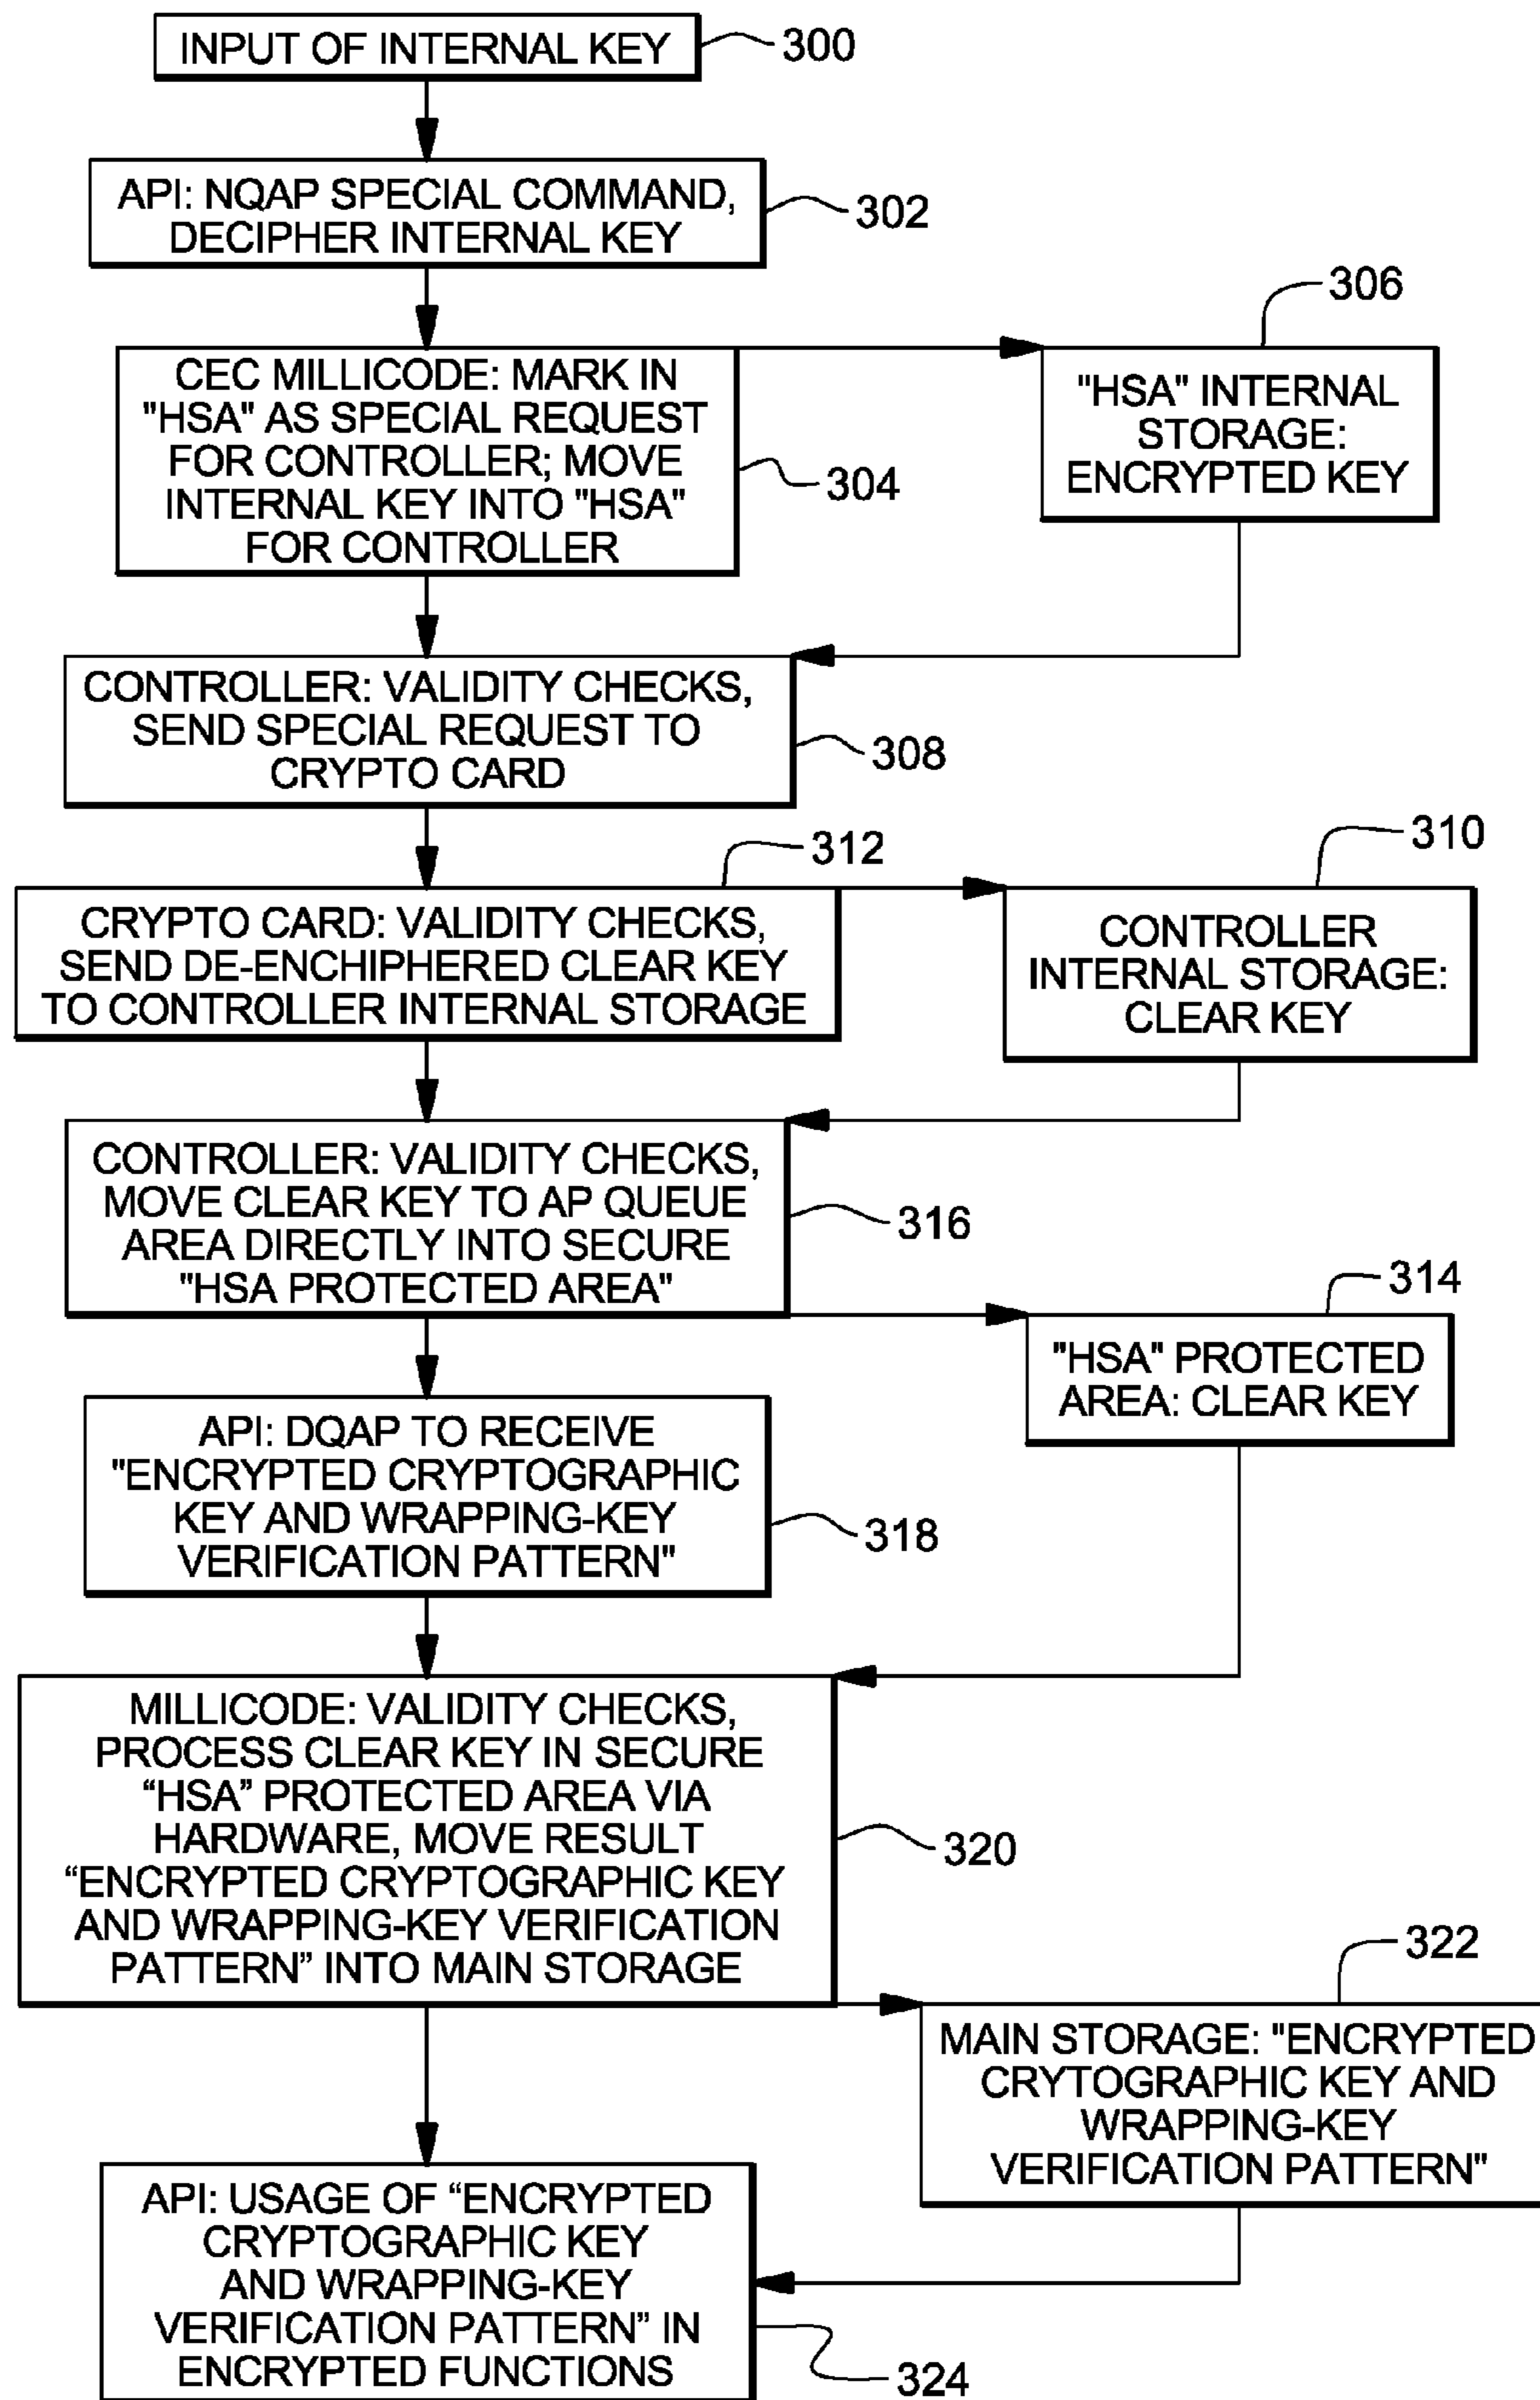 INPUT OF INTERNAL KEY
300
API: NQAP SPECIAL COMMAND,
DECIPHER INTERNAL KEY
302
CEC MILLICODE: MARK IN
"HSA" AS SPECIAL REQUEST
FOR CONTROLLER; MOVE
INTERNAL KEY INTO "HSA"
FOR CONTROLLER
304
306
"HSA" INTERNAL
STORAGE:
ENCRYPTED KEY
CONTROLLER: VALIDITY CHECKS,
SEND SPECIAL REQUEST TO
CRYPTO CARD
308
312
CRYPTO CARD: VALIDITY CHECKS,
SEND DE-ENCHIPHERED CLEAR KEY
TO CONTROLLER INTERNAL STORAGE
310
CONTROLLER
INTERNAL STORAGE:
CLEAR KEY
CONTROLLER: VALIDITY CHECKS,
MOVE CLEAR KEY TO AP QUEUE
AREA DIRECTLY INTO SECURE
"HSA PROTECTED AREA"
316
314
"HSA" PROTECTED
AREA: CLEAR KEY
API: DQAP TO RECEIVE
"ENCRYPTED CRYPTOGRAPHIC
KEY AND WRAPPING-KEY
VERIFICATION PATTERN"
318
MILLICODE: VALIDITY CHECKS,
PROCESS CLEAR KEY IN SECURE
“HSA” PROTECTED AREA VIA
HARDWARE, MOVE RESULT
“ENCRYPTED CRYPTOGRAPHIC KEY
AND WRAPPING-KEY VERIFICATION
PATTERN” INTO MAIN STORAGE
320
322
MAIN STORAGE: "ENCRYPTED
CRYTOGRAPHIC KEY AND
WRAPPING-KEY
VERIFICATION PATTERN"
API: USAGE OF “ENCRYPTED
CRYPTOGRAPHIC KEY
AND WRAPPING-KEY
VERIFICATION PATTERN” IN
ENCRYPTED FUNCTIONS
324